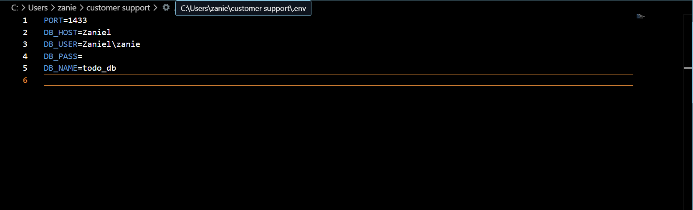 C: > Users > zanie > customer support > C:\Users\zanie\customer support\.env
1 PORT=1433
2 DB_HOST=Zaniel
3 DB_USER=Zaniel\zanie
4 DB_PASS=
5 DB_NAME=todo_db
6